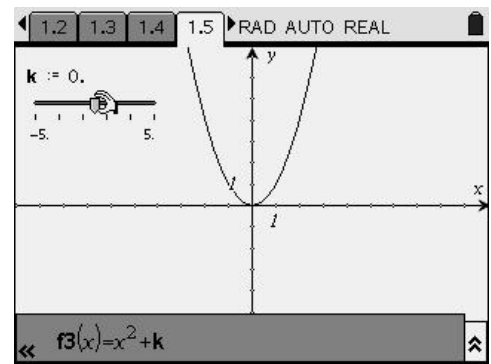 1.2 1.3 1.4 1.5 RAD AUTO REAL
k := 0.
-5. 5.
y
x
1
1
f3(x)=x²+k